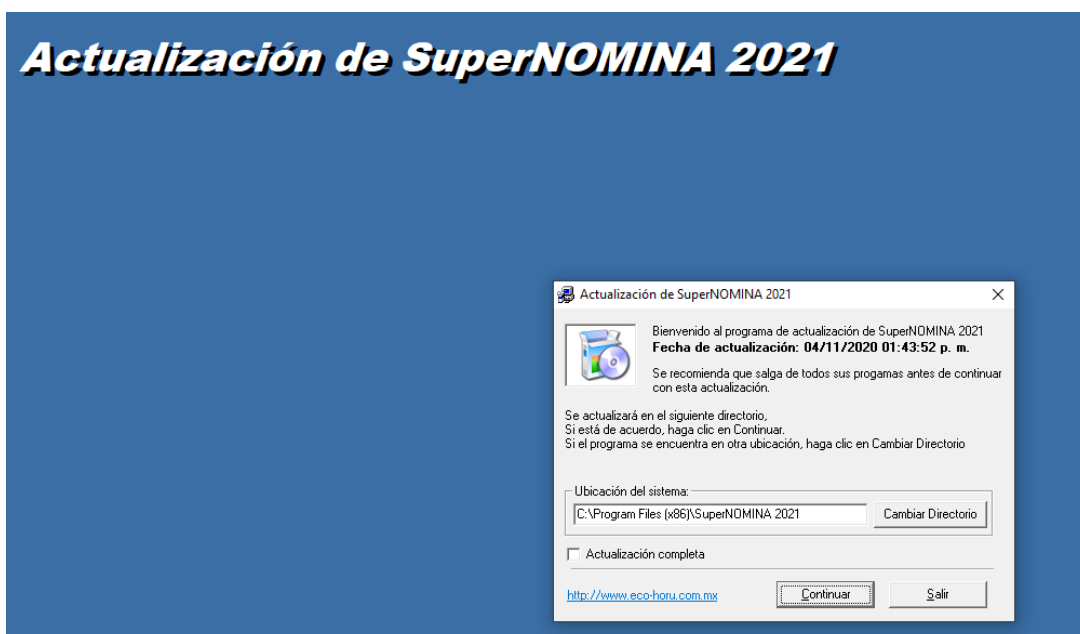 Actualización de SuperNOMINA 2021
Actualización de SuperNOMINA 2021
Bienvenido al programa de actualización de SuperNOMINA 2021
Fecha de actualización: 04/11/2020 01:43:52 p. m.
Se recomienda que salga de todos sus progamas antes de continuar
con esta actualización.
Se actualizará en el siguiente directorio,
Si está de acuerdo, haga clic en Continuar.
Si el programa se encuentra en otra ubicación, haga clic en Cambiar Directorio
Ubicación del sistema:
C:\Program Files (x86)\SuperNOMINA 2021
Cambiar Directorio
Actualización completa
http://www.eco-horu.com.mx
Continuar
Salir